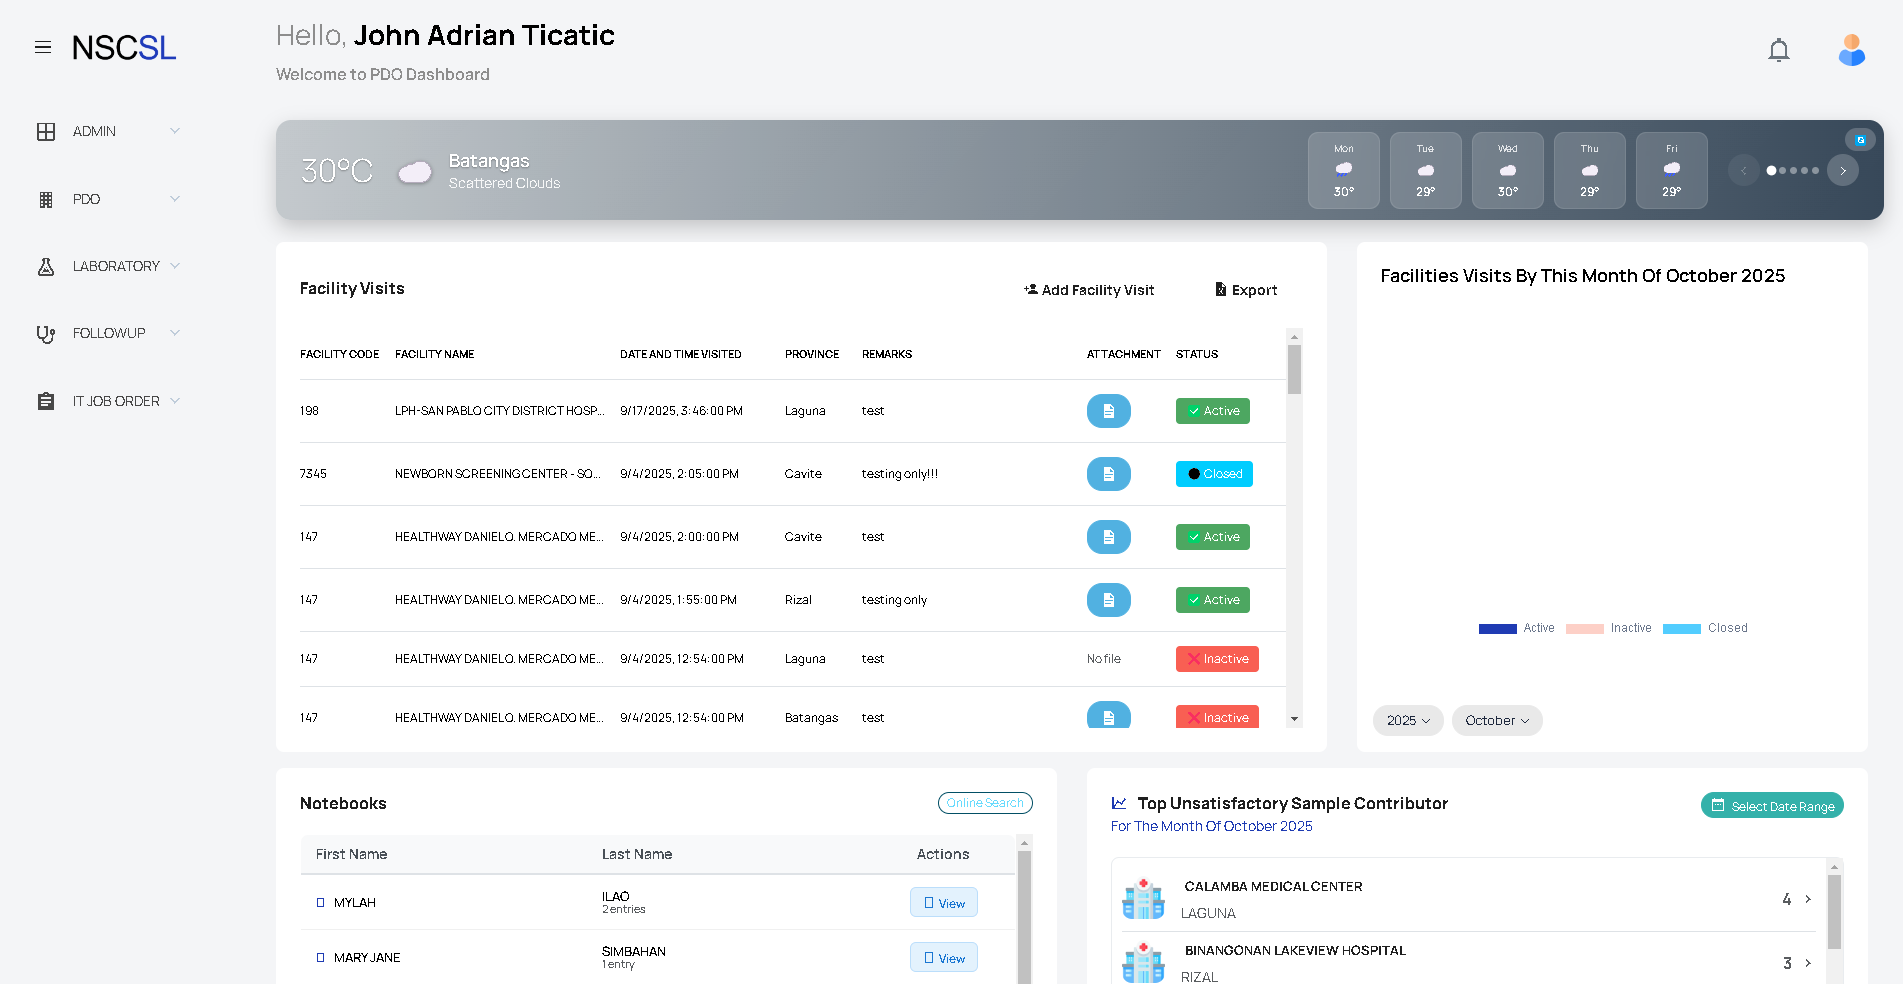 NSCSL
Hello, John Adrian Ticatic
Welcome to PDO Dashboard
ADMIN
PDO
LABORATORY
FOLLOWUP
IT JOB ORDER
30°C
Batangas
Scattered Clouds
Mon
30°
Tue
29°
Wed
30°
Thu
29°
Fri
29°
Facility Visits
Add Facility Visit
Export
FACILITY CODE FACILITY NAME DATE AND TIME VISITED PROVINCE REMARKS ATTACHMENT STATUS
198 LPH-SAN PABLO CITY DISTRICT HOSP... 9/17/2025, 3:46:00 PM Laguna test Active
7345 NEWBORN SCREENING CENTER - SO... 9/4/2025, 2:05:00 PM Cavite testing only!!! Closed
147 HEALTHWAY DANIEL O. MERCADO ME... 9/4/2025, 2:00:00 PM Cavite test Active
147 HEALTHWAY DANIEL O. MERCADO ME... 9/4/2025, 1:55:00 PM Rizal testing only Active
147 HEALTHWAY DANIEL O. MERCADO ME... 9/4/2025, 12:54:00 PM Laguna test No file Inactive
147 HEALTHWAY DANIEL O. MERCADO ME... 9/4/2025, 12:54:00 PM Batangas test Inactive
Facilities Visits By This Month Of October 2025
Active Inactive Closed
2025 October
Notebooks
Online Search
First Name Last Name Actions
MYLAH ILAO View
2 entries
MARY JANE SIMBAHAN View
1 entry
Top Unsatisfactory Sample Contributor
For The Month Of October 2025
Select Date Range
CALAMBA MEDICAL CENTER
LAGUNA
4
BINANGONAN LAKEVIEW HOSPITAL
RIZAL
3